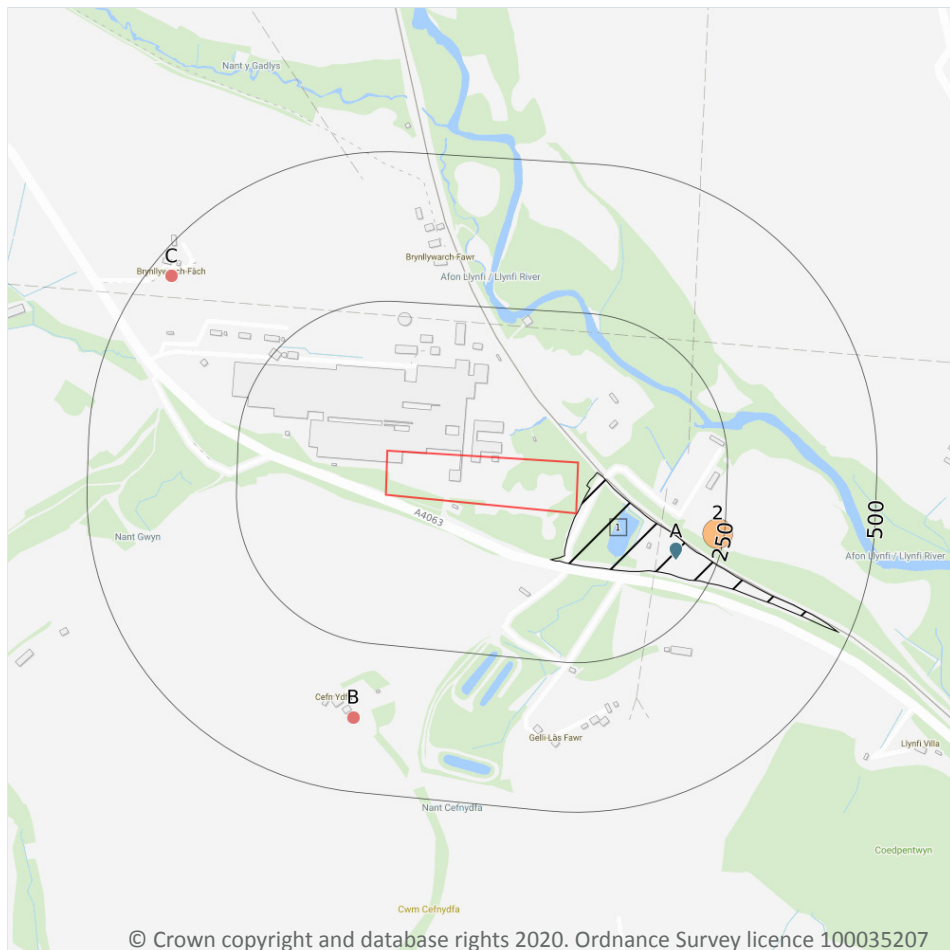 Nant y Gadlys
C
Brynllywarch-Fâch
Brynllywarch-Fawr
Afon Llynfi / Llynfi River
A4063
Nant Gwyn
1
2
A
250
500
Afon Llynfi / Llynfi River
Cefn Ydfa
B
Gelli-Lâs Fawr
Llynfi Villa
Nant Cefnydfa
Coedpentwyn
Cwm Cefnydfa
© Crown copyright and database rights 2020. Ordnance Survey licence 100035207